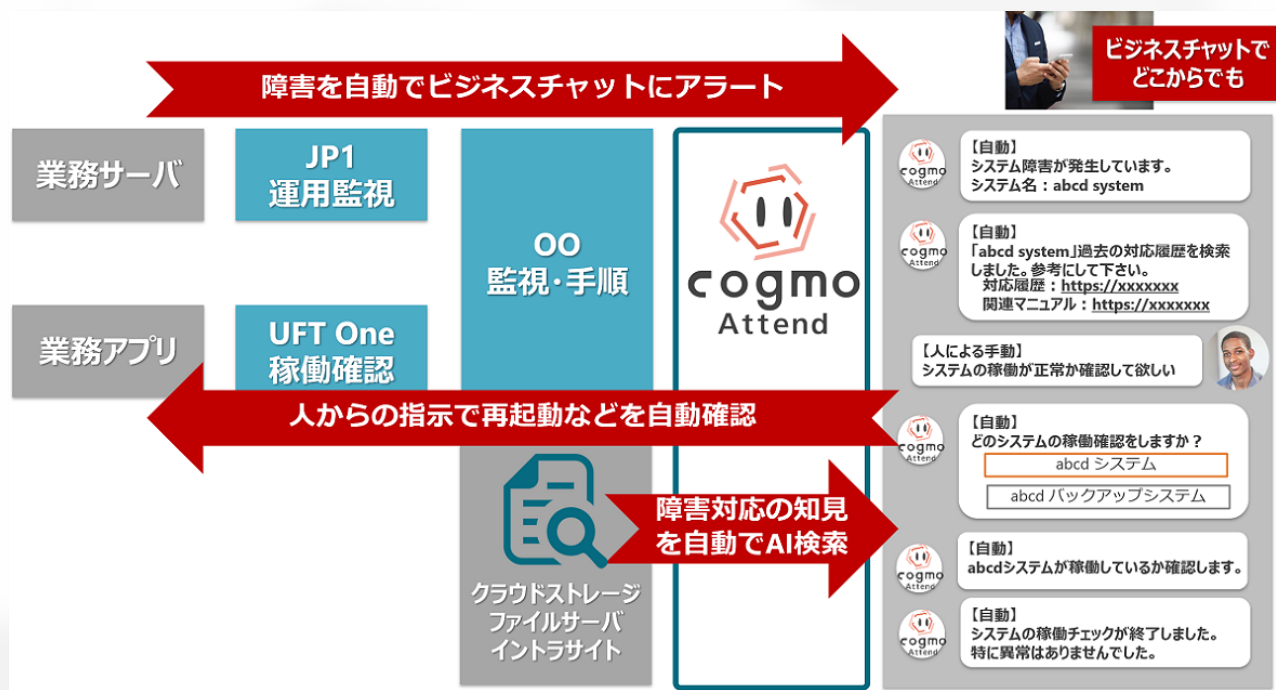 ビジネスチャットで
どこからでも
障害を自動でビジネスチャットにアラート
業務サーバ
JP1
運用監視
OO
監視・手順
cogmo
Attend
業務アプリ
UFT One
稼働確認
人からの指示で再起動などを自動確認
障害対応の知見
を自動でAI検索
クラウドストレージ
ファイルサーバ
イントラサイト
cogmo
Attend
【自動】
システム障害が発生しています。
システム名：abcd system
cogmo
Attend
【自動】
「abcd system」過去の対応履歴を検索
しました。参考にして下さい。
対応履歴：https://xxxxxxx
関連マニュアル：https://xxxxxxx
【人による手動】
システムの稼働が正常か確認して欲しい
cogmo
Attend
【自動】
どのシステムの稼働確認をしますか？
abcd システム
abcd バックアップシステム
cogmo
Attend
【自動】
abcdシステムが稼働しているか確認します。
cogmo
Attend
【自動】
システムの稼働チェックが終了しました。
特に異常はありませんでした。